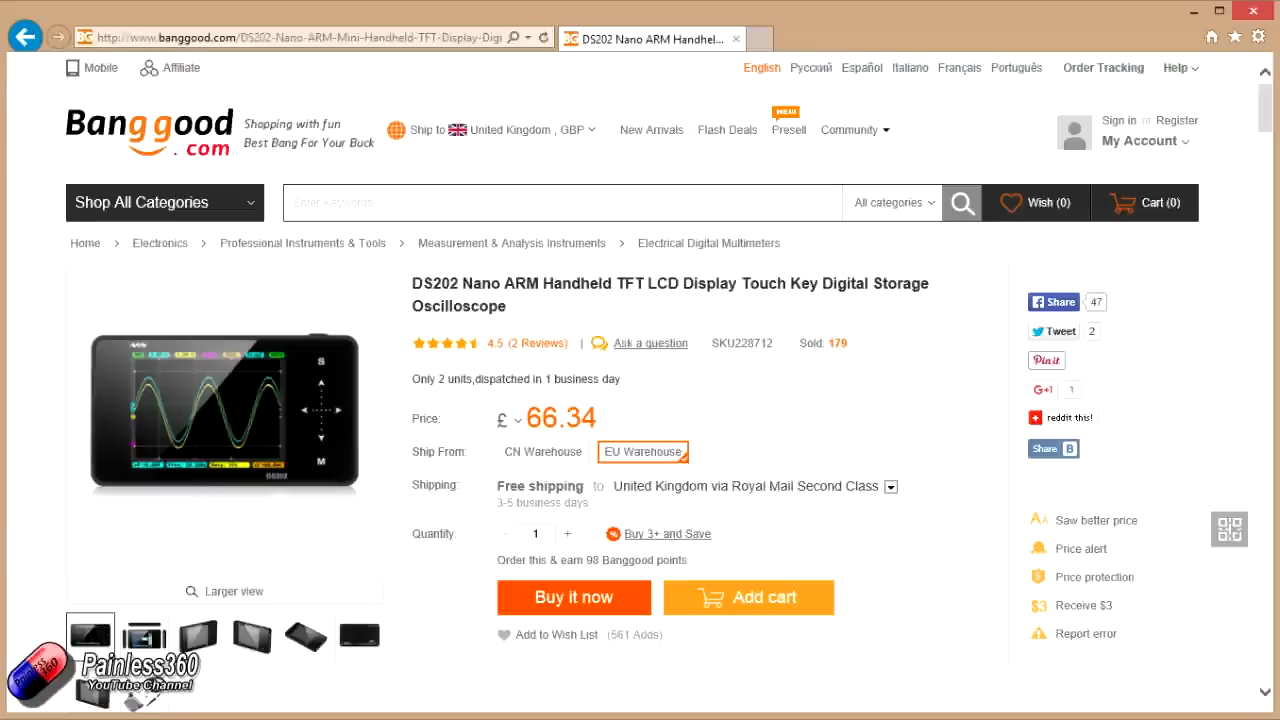 http://www.banggood.com/DS202-Nano-ARM-Mini-Handheld-TFT-Display-Digi
DS202 Nano ARM Handhel...
Mobile Affiliate
English Русский Español Italiano Français Português Order Tracking Help
Banggood.com
Shopping with fun
Best Bang For Your Buck
Ship to United Kingdom , GBP
New Arrivals Flash Deals Presell Community
Sign in or Register
My Account
Shop All Categories
Enter Keywords
All categories
Wish (0)
Cart (0)
Home > Electronics > Professional Instruments & Tools > Measurement & Analysis Instruments > Electrical Digital Multimeters
DS202 Nano ARM Handheld TFT LCD Display Touch Key Digital Storage
Oscilloscope
4.5 (2 Reviews) | Ask a question SKU228712 Sold: 179
Only 2 units,dispatched in 1 business day
Price: £ 66.34
Ship From: CN Warehouse EU Warehouse
Shipping: Free shipping to United Kingdom via Royal Mail Second Class
3-5 business days
Quantity: - 1 + Buy 3+ and Save
Order this & earn 98 Banggood points
Buy it now
Add cart
Add to Wish List (561 Adds)
S
M
DS202
Larger view
Share 47
Tweet 2
Pin it
G+1 1
reddit this!
Share B
Saw better price
Price alert
Price protection
$3 Receive $3
Report error
Painless360
YouTube Channel
Painless360